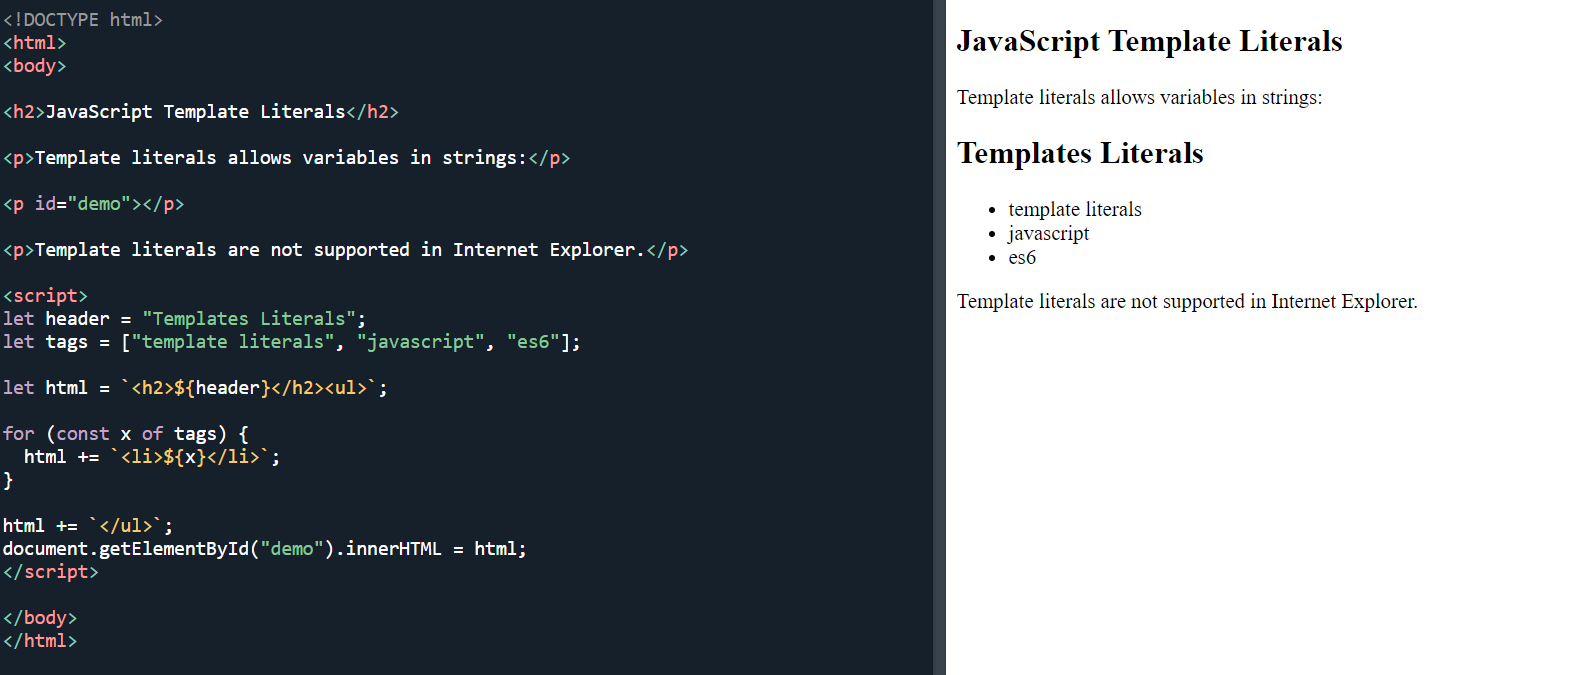 <!DOCTYPE html>
<html>
<body>
<h2>JavaScript Template Literals</h2>
<p>Template literals allows variables in strings:</p>
<p id="demo"></p>
<p>Template literals are not supported in Internet Explorer.</p>
<script>
let header = "Templates Literals";
let tags = ["template literals", "javascript", "es6"];
let html = `<h2>${header}</h2><ul>`;
for (const x of tags) {
  html += `<li>${x}</li>`;
}
html += `</ul>`;
document.getElementById("demo").innerHTML = html;
</script>
</body>
</html>
JavaScript Template Literals
Template literals allows variables in strings:
Templates Literals
• template literals
• javascript
• es6
Template literals are not supported in Internet Explorer.